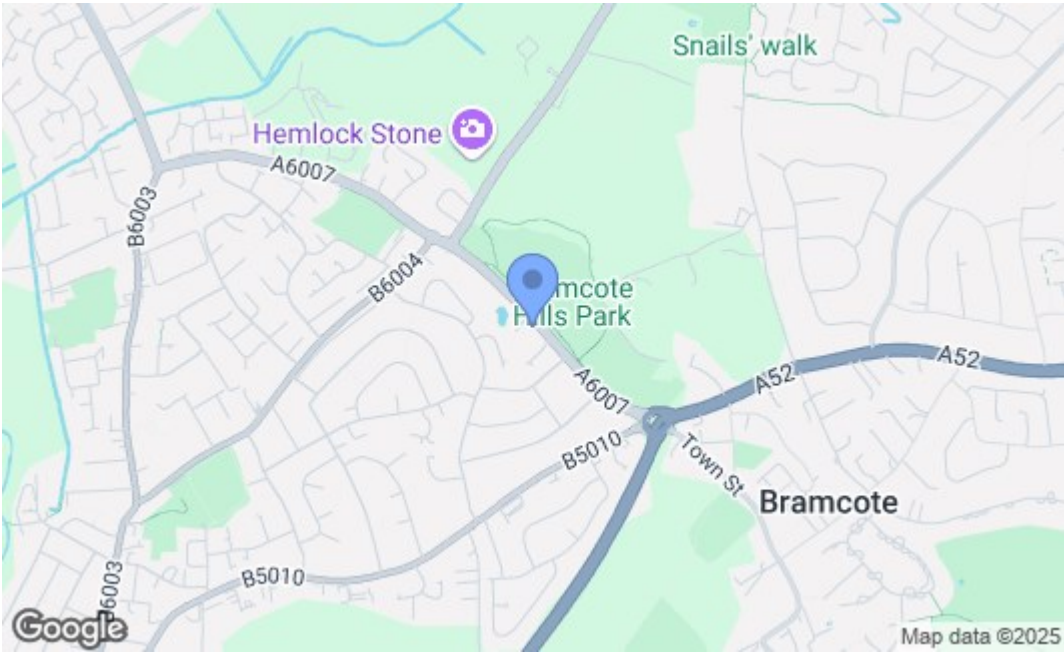 Snails' walk
Hemlock Stone
A6007
B6003
B6004
Hills Park
A52
A52
A6007
B5010
Town St
Bramcote
B5010
B6003
Google
Map data ©2025